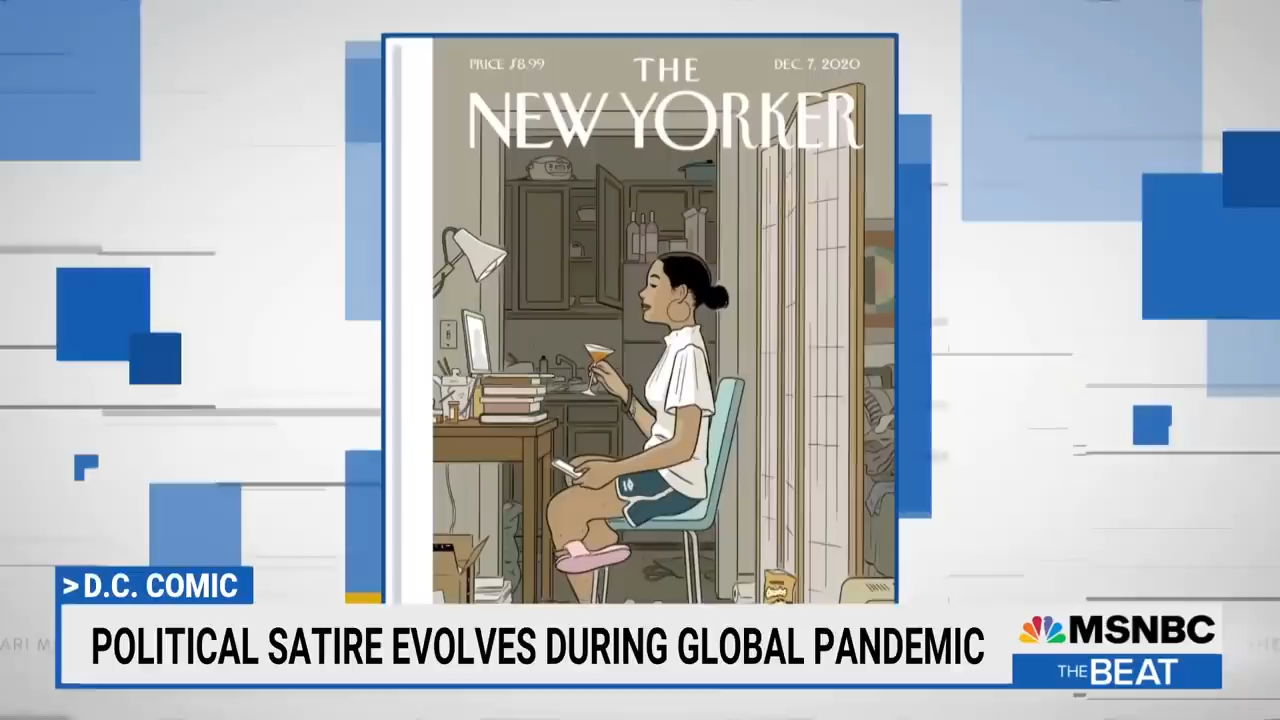 PRICE $8.99
THE
DEC. 7, 2020
NEW YORKER
>D.C. COMIC
POLITICAL SATIRE EVOLVES DURING GLOBAL PANDEMIC
MSNBC
THE BEAT
ARI M